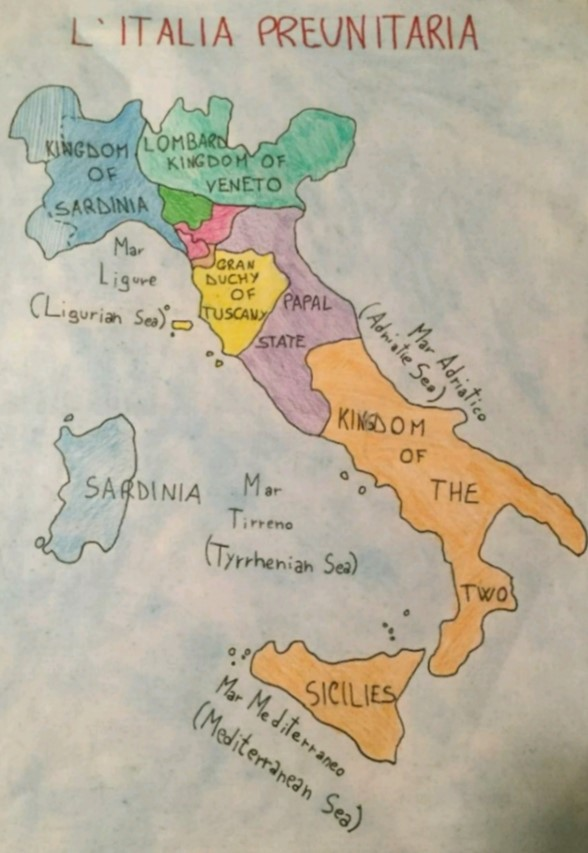 L'ITALIA PREUNITARIA
KINGDOM
OF
SARDINIA
LOMBARD
KINGDOM OF
VENETO
Mar
Ligure
(Ligurian Sea)
GRAN
DUCHY
OF
TUSCANY
PAPAL
STATE
Mar Adriatico
(Adriatic Sea)
KINGDOM
OF
THE
TWO
SICILIES
SARDINIA
Mar
Tirreno
(Tyrrhenian Sea)
Mar Mediterraneo
(Mediterranean Sea)